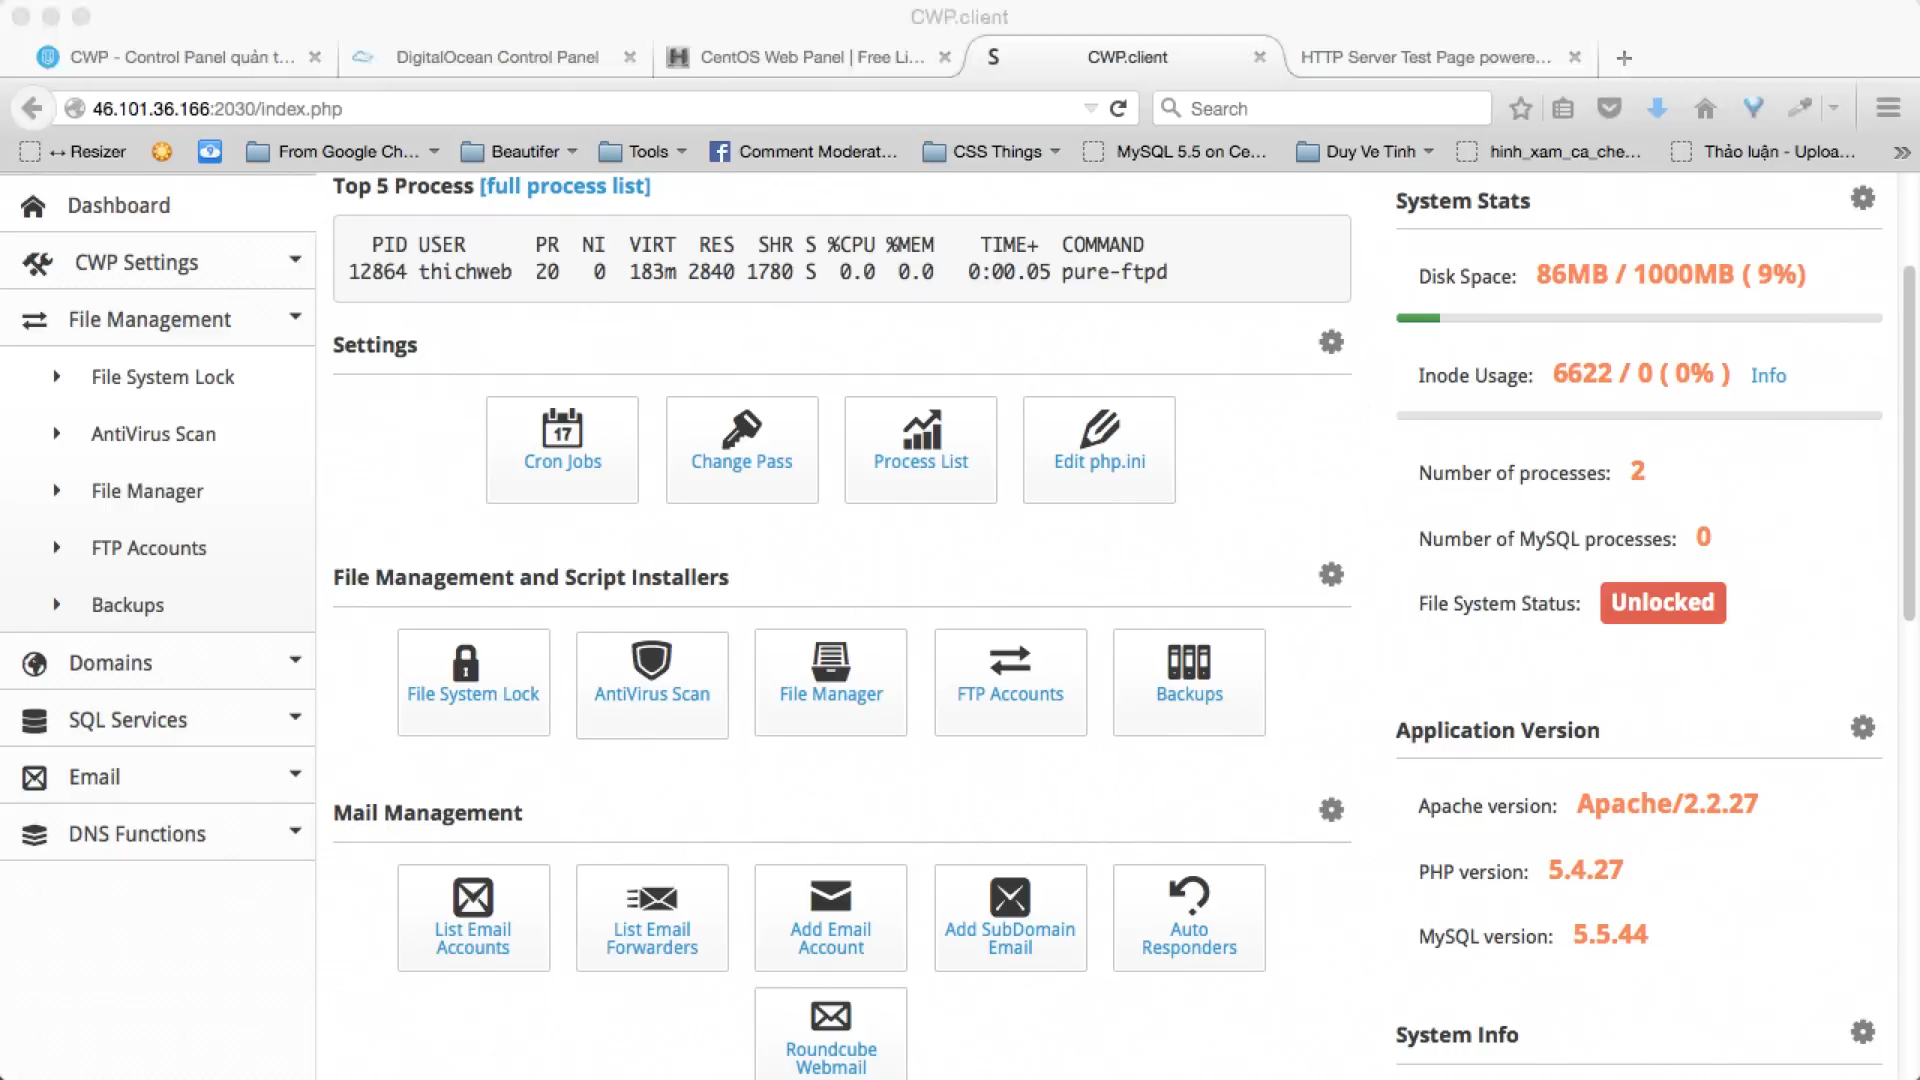 CWP.client
CWP - Control Panel quản t...
DigitalOcean Control Panel
CentOS Web Panel | Free Li...
S CWP.client
HTTP Server Test Page powere...
46.101.36.166:2030/index.php
Search
↔ Resizer
From Google Ch...
Beautifer
Tools
Comment Moderat...
CSS Things
MySQL 5.5 on Ce...
Duy Ve Tinh
hinh_xam_ca_che...
Thảo luận - Uploa...
Dashboard
CWP Settings
File Management
File System Lock
AntiVirus Scan
File Manager
FTP Accounts
Backups
Domains
SQL Services
Email
DNS Functions
Top 5 Process [full process list]
PID USER PR NI VIRT RES SHR S %CPU %MEM TIME+ COMMAND
12864 thichweb 20 0 183m 2840 1780 S 0.0 0.0 0:00.05 pure-ftpd
Settings
17
Cron Jobs
Change Pass
Process List
Edit php.ini
File Management and Script Installers
File System Lock
AntiVirus Scan
File Manager
FTP Accounts
Backups
Mail Management
List Email
Accounts
List Email
Forwarders
Add Email
Account
Add SubDomain
Email
Auto
Responders
Roundcube
Webmail
System Stats
Disk Space: 86MB / 1000MB ( 9%)
Inode Usage: 6622 / 0 ( 0% ) Info
Number of processes: 2
Number of MySQL processes: 0
File System Status: Unlocked
Application Version
Apache version: Apache/2.2.27
PHP version: 5.4.27
MySQL version: 5.5.44
System Info